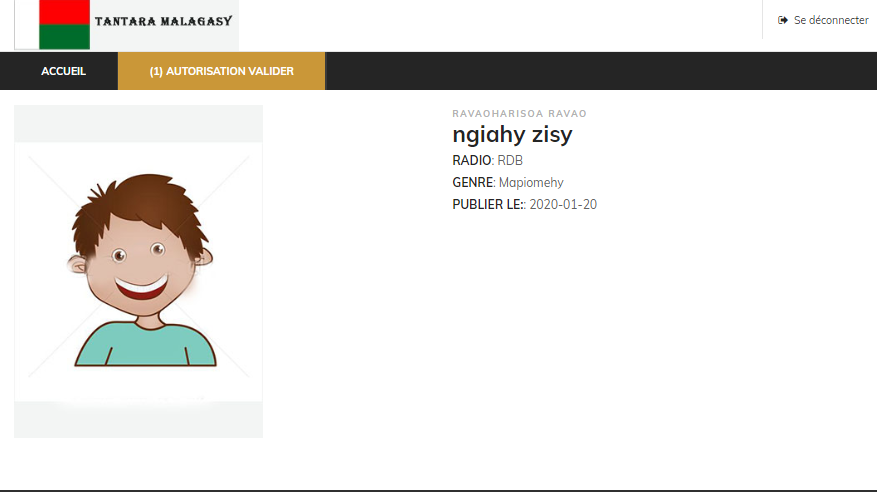 TANTARA MALAGASY
Se déconnecter
ACCUEIL
(1) AUTORISATION VALIDER
RAVAOHARISOA RAVAO
ngiahy zisy
RADIO: RDB
GENRE: Mapiomehy
PUBLIER LE:: 2020-01-20